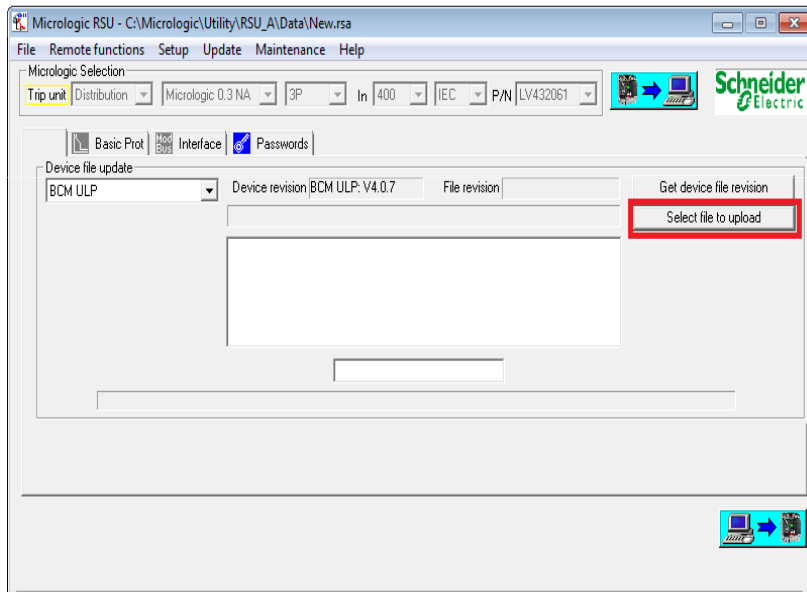 Micrologic RSU - C:\Micrologic\Utility\RSU_A\Data\New.rsa
File Remote functions Setup Update Maintenance Help
Micrologic Selection
Trip unit Distribution Micrologic 0.3 NA 3P In 400 IEC P/N LV432061
Schneider Electric
Basic Prot Mod Bus Interface Passwords
Device file update
BCM ULP Device revision BCM ULP: V4.0.7 File revision Get device file revision
Select file to upload